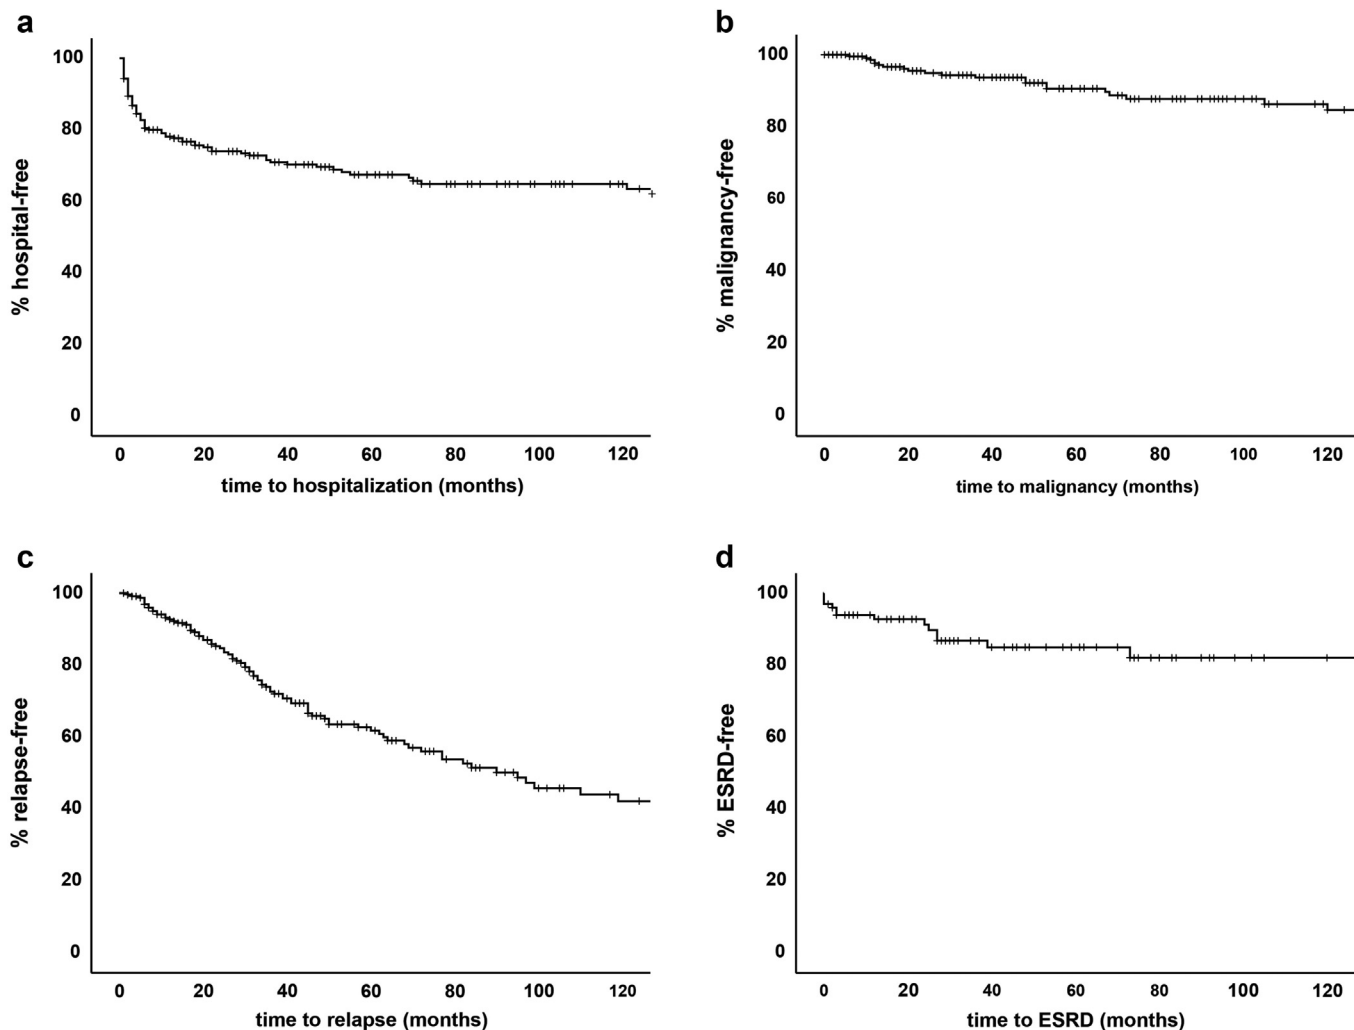 a
% hospital-free
100
80
60
40
20
0
0 20 40 60 80 100 120
time to hospitalization (months)
b
% malignancy-free
100
80
60
40
20
0
0 20 40 60 80 100 120
time to malignancy (months)
c
% relapse-free
100
80
60
40
20
0
0 20 40 60 80 100 120
time to relapse (months)
d
% ESRD-free
100
80
60
40
20
0
0 20 40 60 80 100 120
time to ESRD (months)